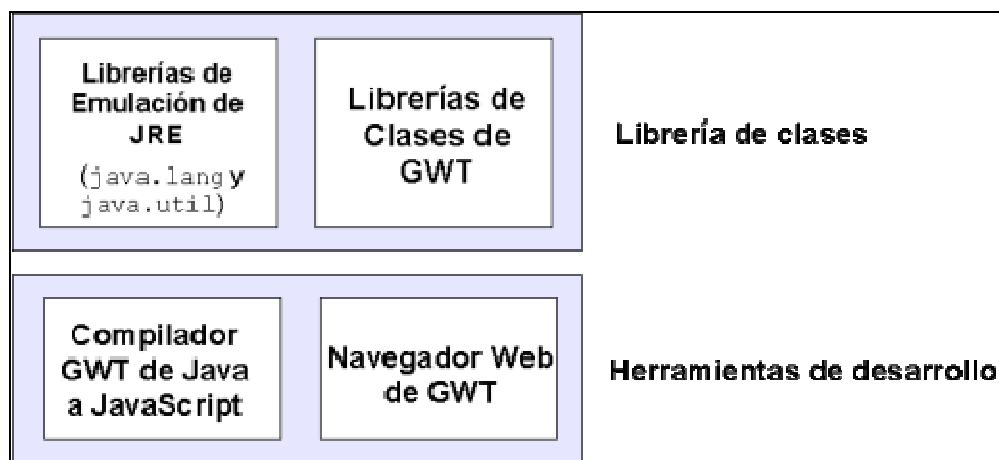 Librerías de
Emulación de
JRE
(java.lang y
java.util)
Librerías de
Clases de
GWT
Librería de clases
Compilador
GWT de Java
a JavaScript
Navegador Web
de GWT
Herramientas de desarrollo